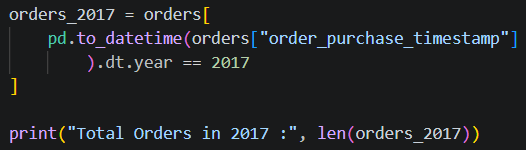 orders_2017 = orders[
    pd.to_datetime(orders["order_purchase_timestamp"]
        ).dt.year == 2017
]
print("Total Orders in 2017 :", len(orders_2017))